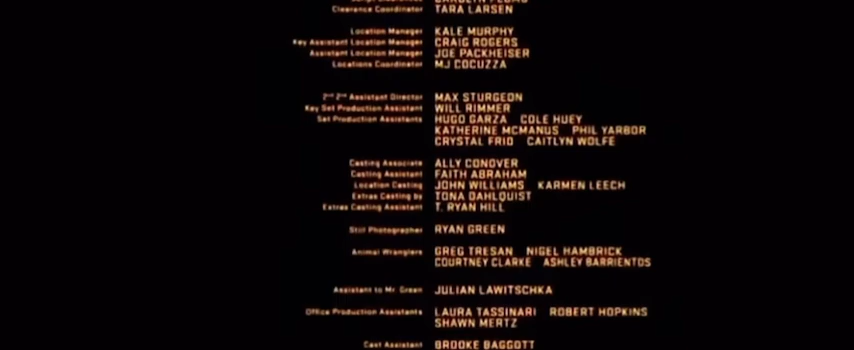 Clearance Coordinator TARA LARSEN
Location Manager KALE MURPHY
Key Assistant Location Manager CRAIG ROGERS
Assistant Location Manager JOE PACKHEISER
Locations Coordinator MJ COCUZZA
2nd 2nd Assistant Director MAX STURGEON
Key Set Production Assistant WILL RIMMER
Set Production Assistants HUGO GARZA COLE HUEY
KATHERINE MCMANUS PHIL YARBOR
CRYSTAL FRID CAITLYN WOLFE
Casting Associate ALLY CONOVER
Casting Assistant FAITH ABRAHAM
Location Casting JOHN WILLIAMS KARMEN LEECH
Extras Casting by TONA DAHLQUIST
Extras Casting Assistant T. RYAN HILL
Still Photographer RYAN GREEN
Animal Wranglers GREG TRESAN NIGEL HAMBRICK
COURTNEY CLARKE ASHLEY BARRIENTOS
Assistant to Mr. Green JULIAN LAWITSCHKA
Office Production Assistants LAURA TASSINARI ROBERT HOPKINS
SHAWN MERTZ
Cast Assistant BROOKE BAGGOTT